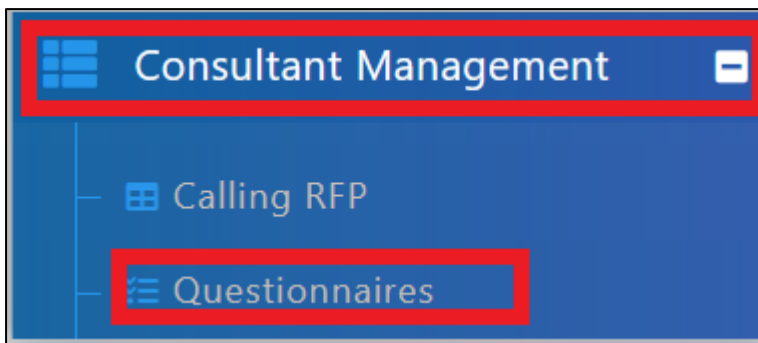 Consultant Management
Calling RFP
Questionnaires